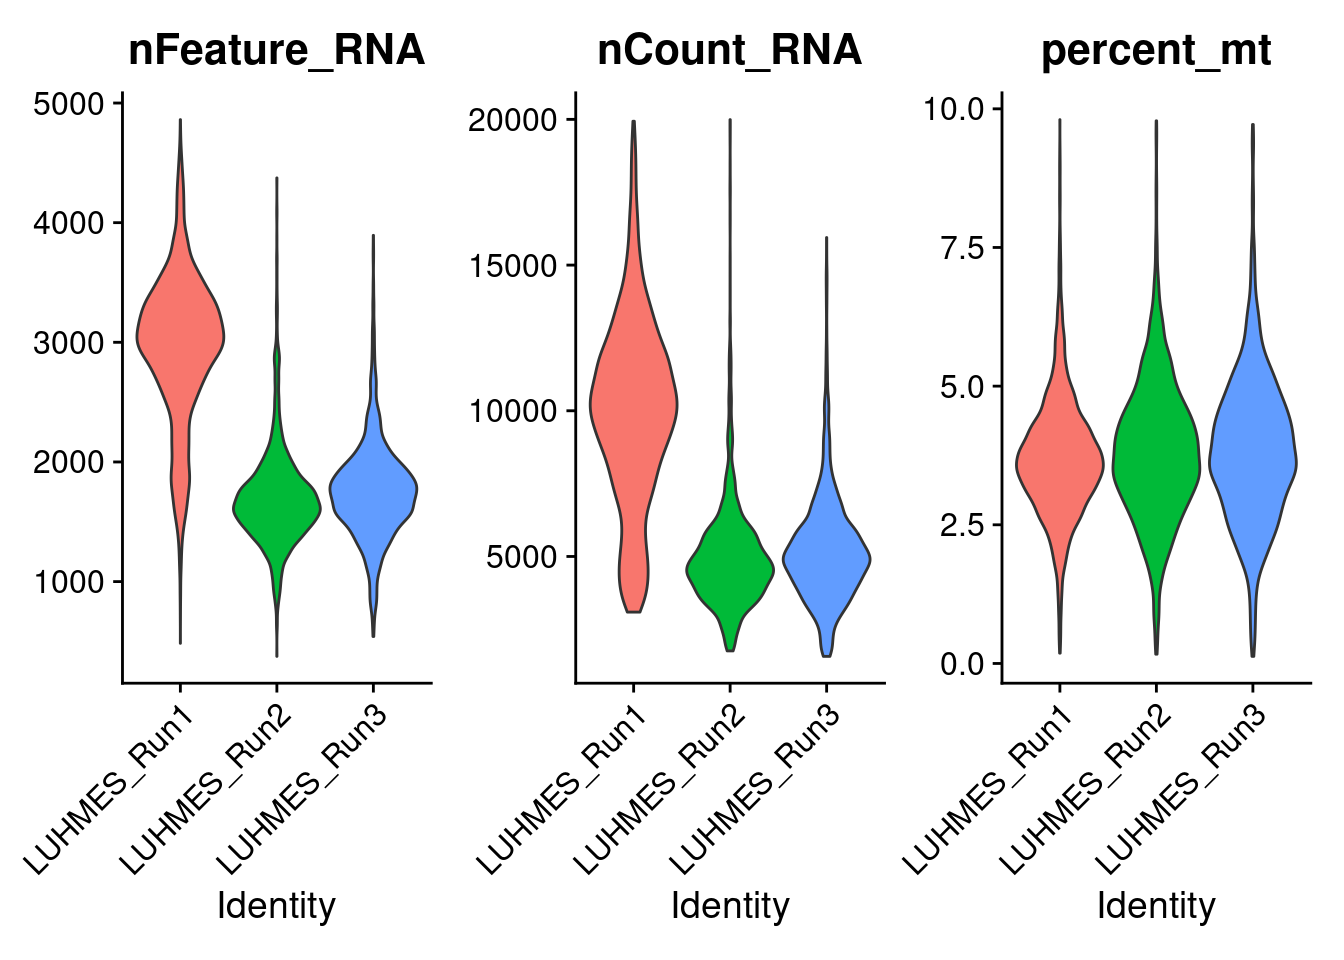 nFeature_RNA
5000
4000
3000
2000
1000
LUHMES_Run1
LUHMES_Run2
LUHMES_Run3
Identity
nCount_RNA
20000
15000
10000
5000
LUHMES_Run1
LUHMES_Run2
LUHMES_Run3
Identity
percent_mt
10.0
7.5
5.0
2.5
0.0
LUHMES_Run1
LUHMES_Run2
LUHMES_Run3
Identity